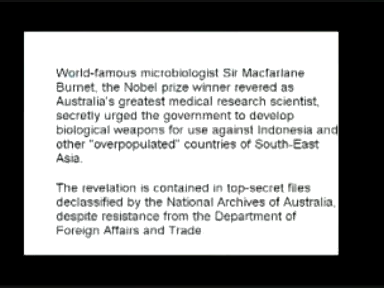 World-famous microbiologist Sir Macfarlane
Burnet, the Nobel prize winner revered as
Australia's greatest medical research scientist,
secretly urged the government to develop
biological weapons for use against Indonesia and
other "overpopulated" countries of South-East
Asia.
The revelation is contained in top-secret files
declassified by the National Archives of Australia,
despite resistance from the Department of
Foreign Affairs and Trade